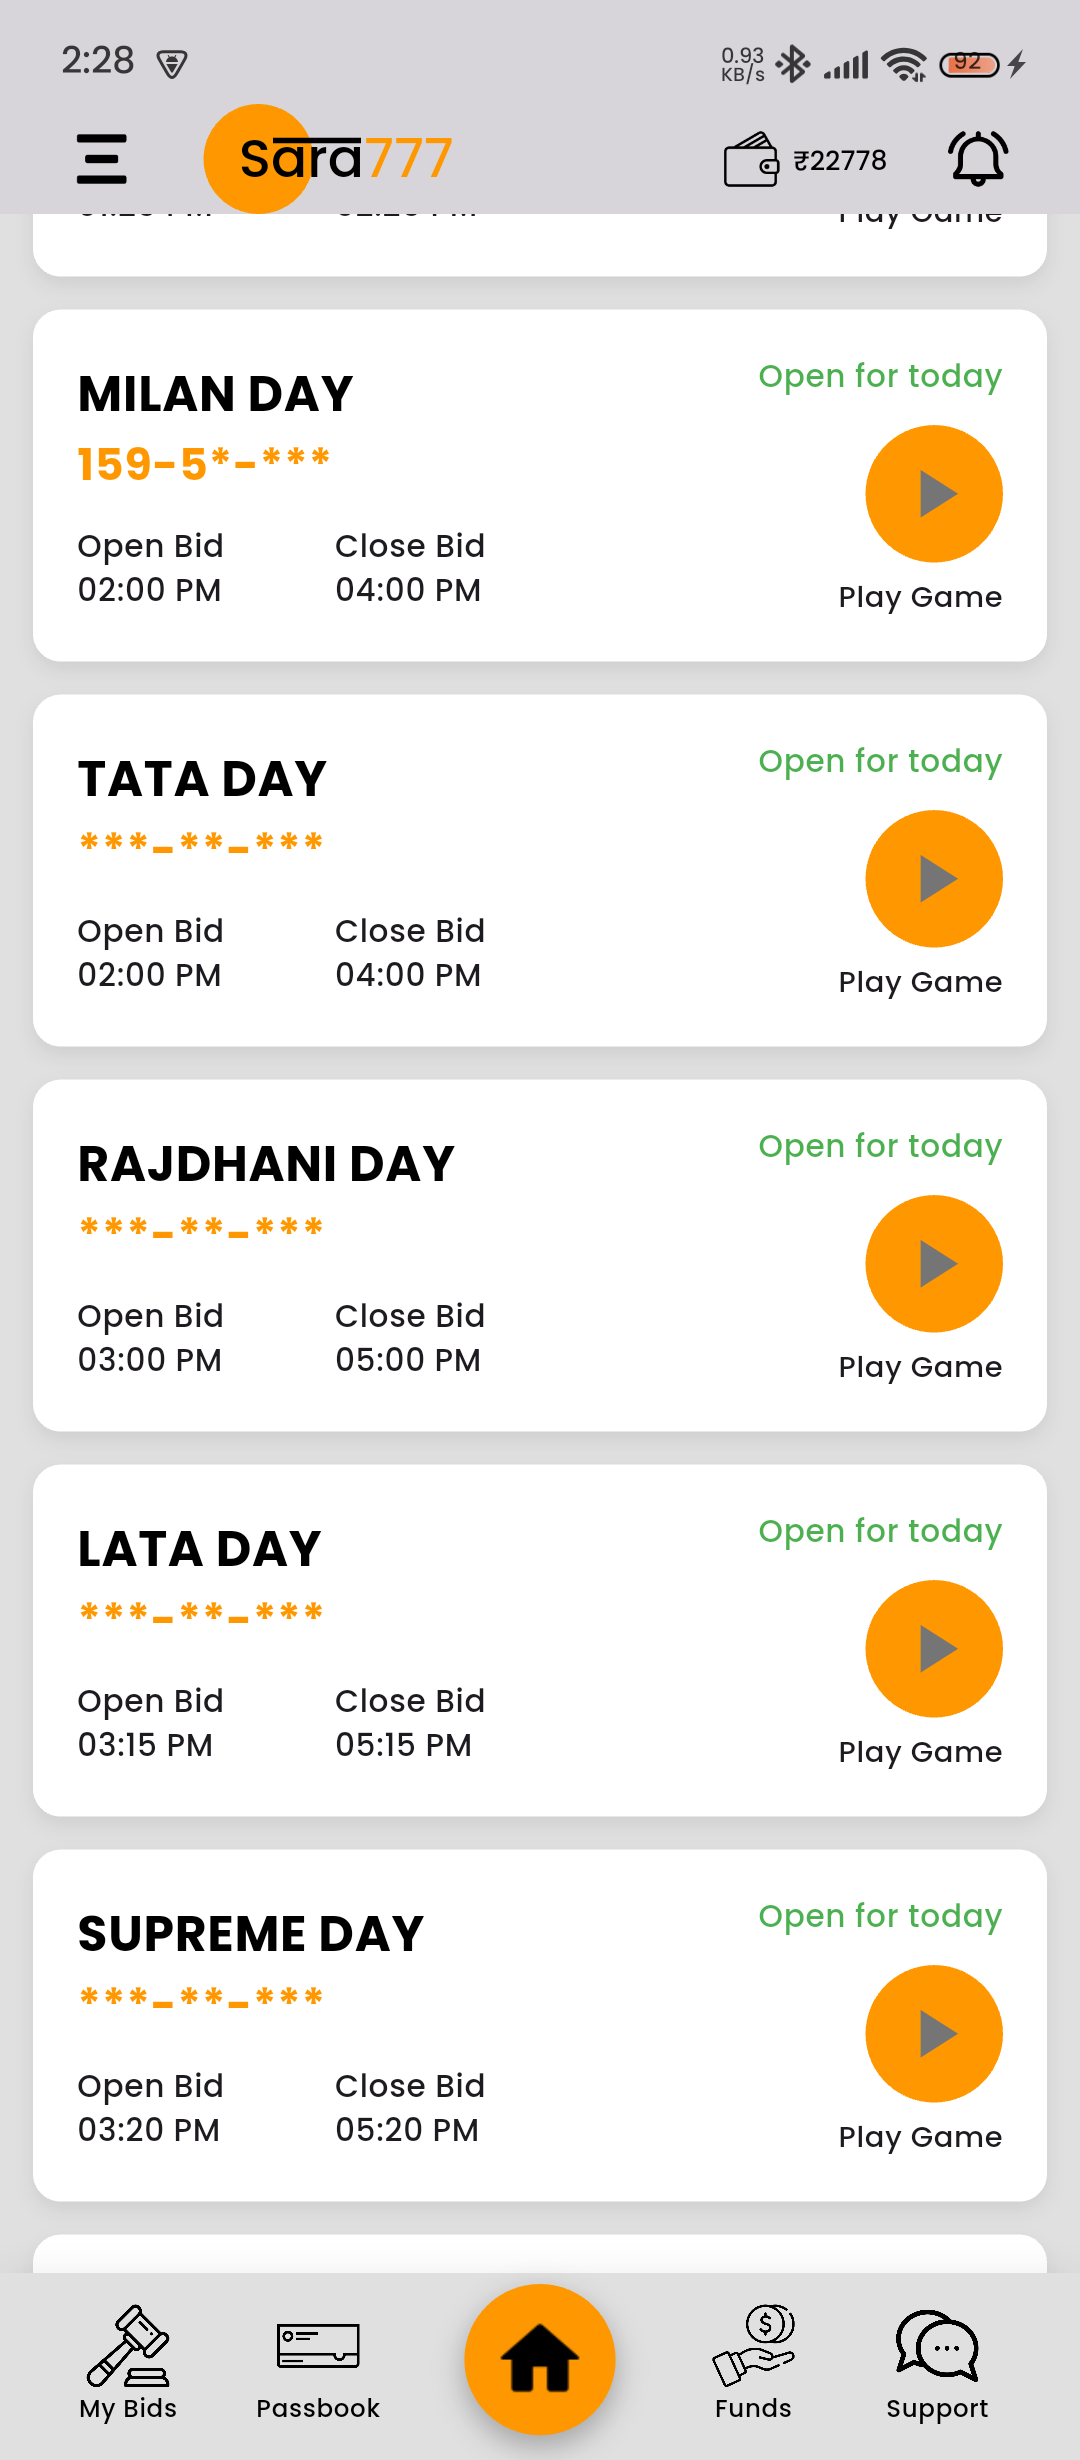 2:28
0.93
KB/s
92
Sara777
₹22778
Play Game
MILAN DAY
Open for today
159-5*-***
Open Bid
Close Bid
02:00 PM
04:00 PM
Play Game
TATA DAY
Open for today
***-**-***
Open Bid
Close Bid
02:00 PM
04:00 PM
Play Game
RAJDHANI DAY
Open for today
***-**-***
Open Bid
Close Bid
03:00 PM
05:00 PM
Play Game
LATA DAY
Open for today
***-**-***
Open Bid
Close Bid
03:15 PM
05:15 PM
Play Game
SUPREME DAY
Open for today
***-**-***
Open Bid
Close Bid
03:20 PM
05:20 PM
Play Game
My Bids
Passbook
Funds
Support